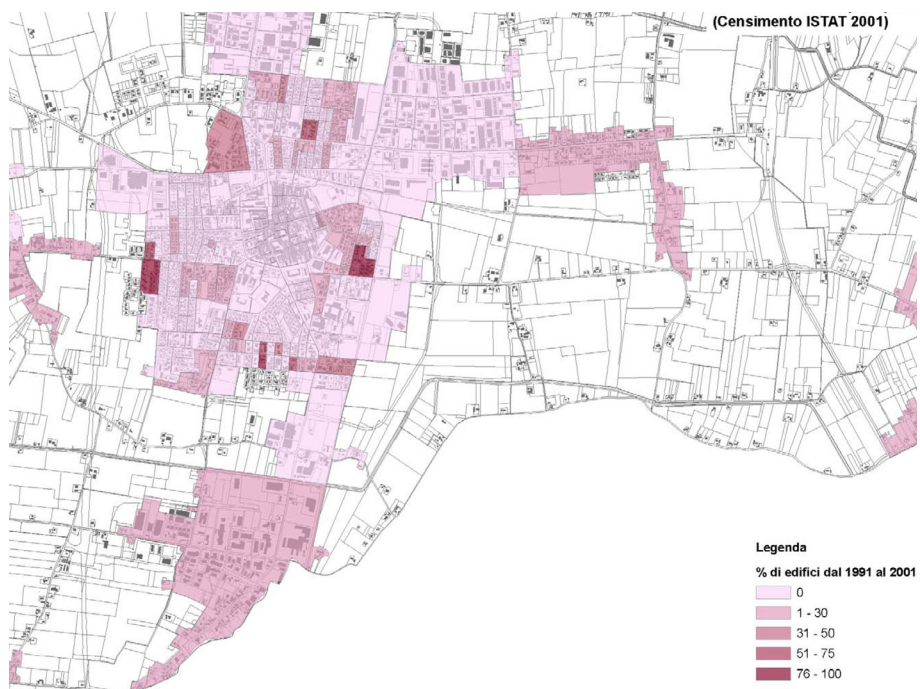 (Censimento ISTAT 2001)
Legenda
% di edifici dal 1991 al 2001
0
1 - 30
31 - 50
51 - 75
76 - 100